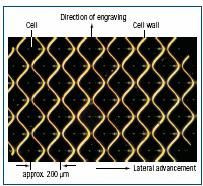 Direction of engraving
Cell
Cell wall
approx. 200 µm
Lateral advancement